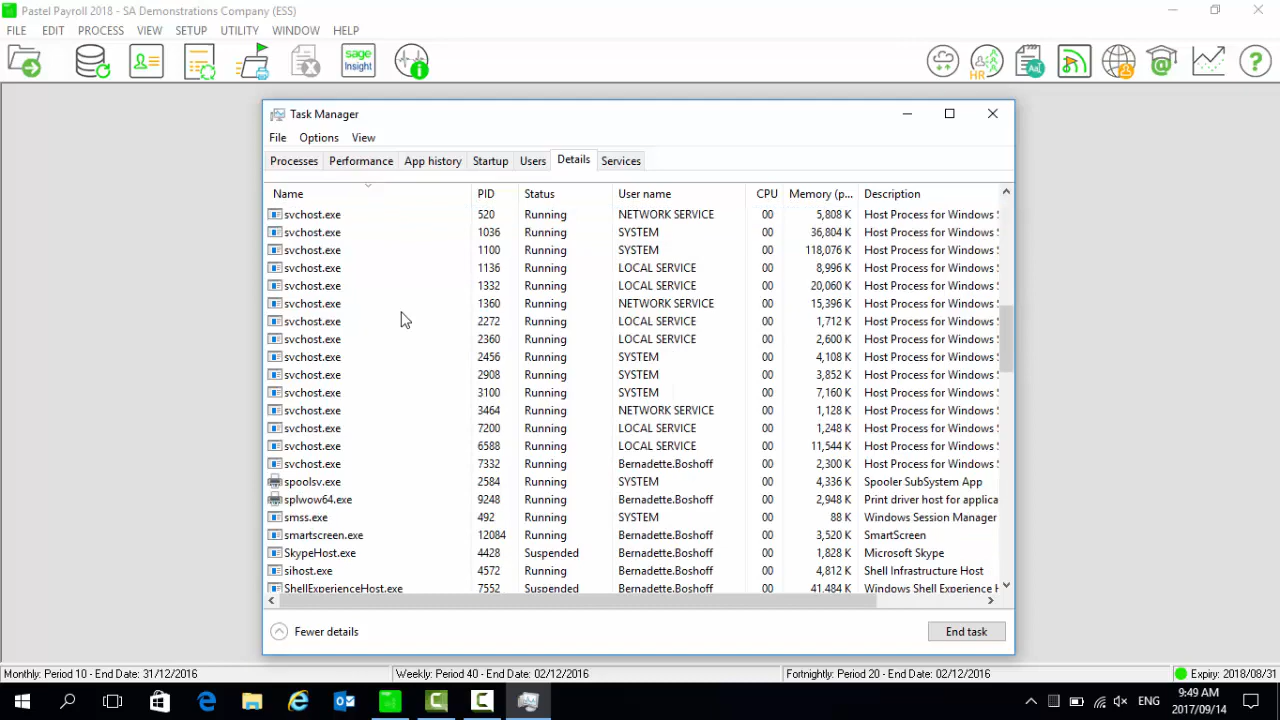 Pastel Payroll 2018 - SA Demonstrations Company (ESS)
FILE EDIT PROCESS VIEW SETUP UTILITY WINDOW HELP
sage Insight HR Aa| @ ?
Task Manager
File Options View
Processes Performance App history Startup Users Details Services
Name PID Status User name CPU Memory (p... Description
svchost.exe 520 Running NETWORK SERVICE 00 5,808 K Host Process for Windows S
svchost.exe 1036 Running SYSTEM 00 36,804 K Host Process for Windows S
svchost.exe 1100 Running SYSTEM 00 118,076 K Host Process for Windows S
svchost.exe 1136 Running LOCAL SERVICE 00 8,996 K Host Process for Windows S
svchost.exe 1332 Running LOCAL SERVICE 00 20,060 K Host Process for Windows S
svchost.exe 1360 Running NETWORK SERVICE 00 15,396 K Host Process for Windows S
svchost.exe 2272 Running LOCAL SERVICE 00 1,712 K Host Process for Windows S
svchost.exe 2360 Running LOCAL SERVICE 00 2,600 K Host Process for Windows S
svchost.exe 2456 Running SYSTEM 00 4,108 K Host Process for Windows S
svchost.exe 2908 Running SYSTEM 00 3,852 K Host Process for Windows S
svchost.exe 3100 Running SYSTEM 00 7,160 K Host Process for Windows S
svchost.exe 3464 Running NETWORK SERVICE 00 1,128 K Host Process for Windows S
svchost.exe 7200 Running LOCAL SERVICE 00 1,248 K Host Process for Windows S
svchost.exe 6588 Running LOCAL SERVICE 00 11,544 K Host Process for Windows S
svchost.exe 7332 Running Bernadette.Boshoff 00 2,300 K Host Process for Windows S
spoolsv.exe 2584 Running SYSTEM 00 4,336 K Spooler SubSystem App
splwow64.exe 9248 Running Bernadette.Boshoff 00 2,948 K Print driver host for applica
smss.exe 492 Running SYSTEM 00 88 K Windows Session Manager
smartscreen.exe 12084 Running Bernadette.Boshoff 00 3,520 K SmartScreen
SkypeHost.exe 4428 Suspended Bernadette.Boshoff 00 1,828 K Microsoft Skype
sihost.exe 4572 Running Bernadette.Boshoff 00 4,812 K Shell Infrastructure Host
ShellExperienceHost.exe 7552 Suspended Bernadette.Boshoff 00 41,484 K Windows Shell Experience H
Fewer details End task
Monthly: Period 10 - End Date: 31/12/2016 Weekly: Period 40 - End Date: 02/12/2016 Fortnightly: Period 20 - End Date: 02/12/2016 Expiry: 2018/08/31
ENG 9:49 AM
2017/09/14